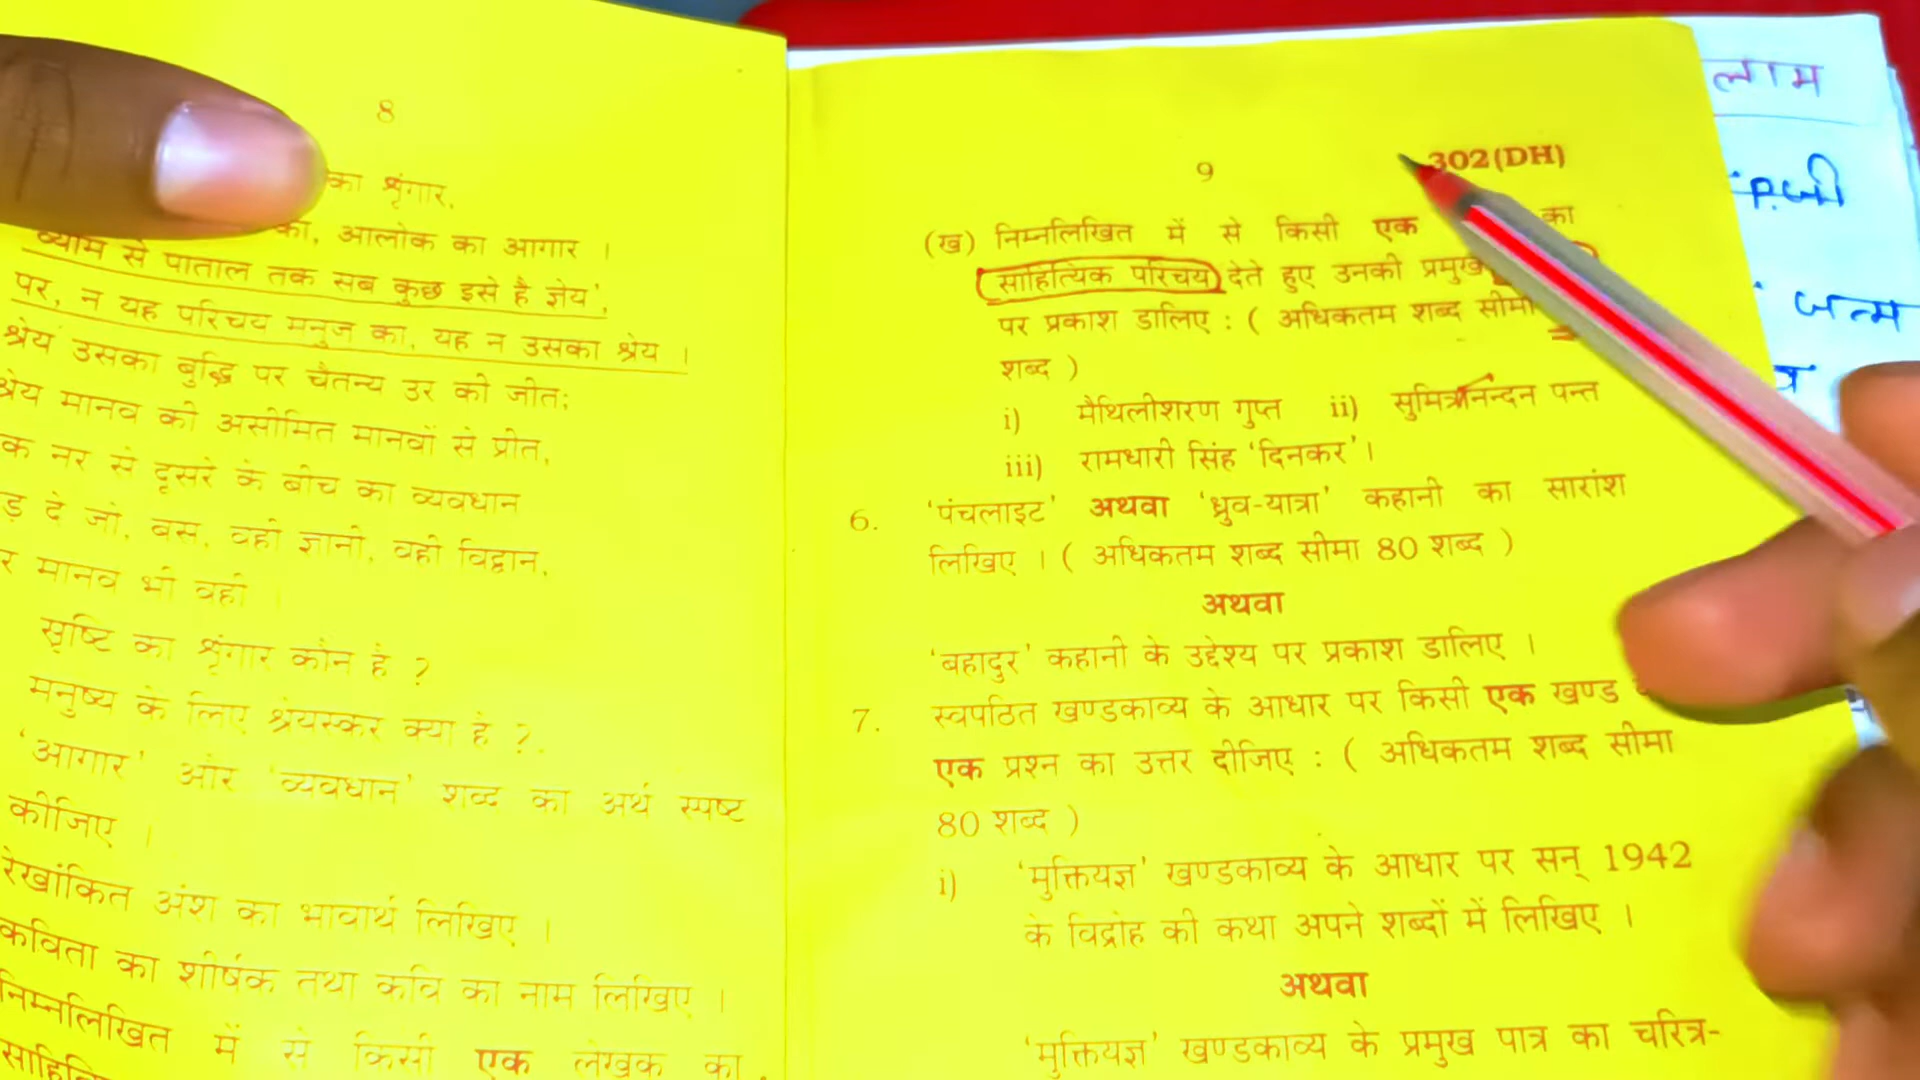 8
का शृंगार,
का, आलोक का आगार ।
व्योम से पाताल तक सब कुछ इसे है ज्ञेय',
पर, न यह परिचय मनुज का, यह न उसका श्रेय ।
श्रेय उसका बुद्धि पर चैतन्य उर की जीत;
श्रेय मानव की असीमित मानवों से प्रीत,
क नर से दूसरे के बीच का व्यवधान
ड़ दे जो, बस, वही ज्ञानी, वही विद्वान,
र मानव भी वही ।
सृष्टि का शृंगार कौन है ?
मनुष्य के लिए श्रेयस्कर क्या है ?
'आगार' और 'व्यवधान' शब्द का अर्थ स्पष्ट
कीजिए ।
रेखांकित अंश का भावार्थ लिखिए ।
कविता का शीर्षक तथा कवि का नाम लिखिए ।
निम्नलिखित में से किसी एक लेखक का
9
302(DH)
(ख) निम्नलिखित में से किसी एक का
साहित्यिक परिचय देते हुए उनकी प्रमुख
पर प्रकाश डालिए : ( अधिकतम शब्द सीमा
शब्द )
i) मैथिलीशरण गुप्त ii) सुमित्रानन्दन पन्त
iii) रामधारी सिंह 'दिनकर'।
6. 'पंचलाइट' अथवा 'ध्रुव-यात्रा' कहानी का सारांश
लिखिए । ( अधिकतम शब्द सीमा 80 शब्द )
अथवा
'बहादुर' कहानी के उद्देश्य पर प्रकाश डालिए ।
7. स्वपठित खण्डकाव्य के आधार पर किसी एक खण्ड
एक प्रश्न का उत्तर दीजिए : ( अधिकतम शब्द सीमा
80 शब्द )
i) 'मुक्तियज्ञ' खण्डकाव्य के आधार पर सन् 1942
के विद्रोह की कथा अपने शब्दों में लिखिए ।
अथवा
'मुक्तियज्ञ' खण्डकाव्य के प्रमुख पात्र का चरित्र-
लाम
जन्म